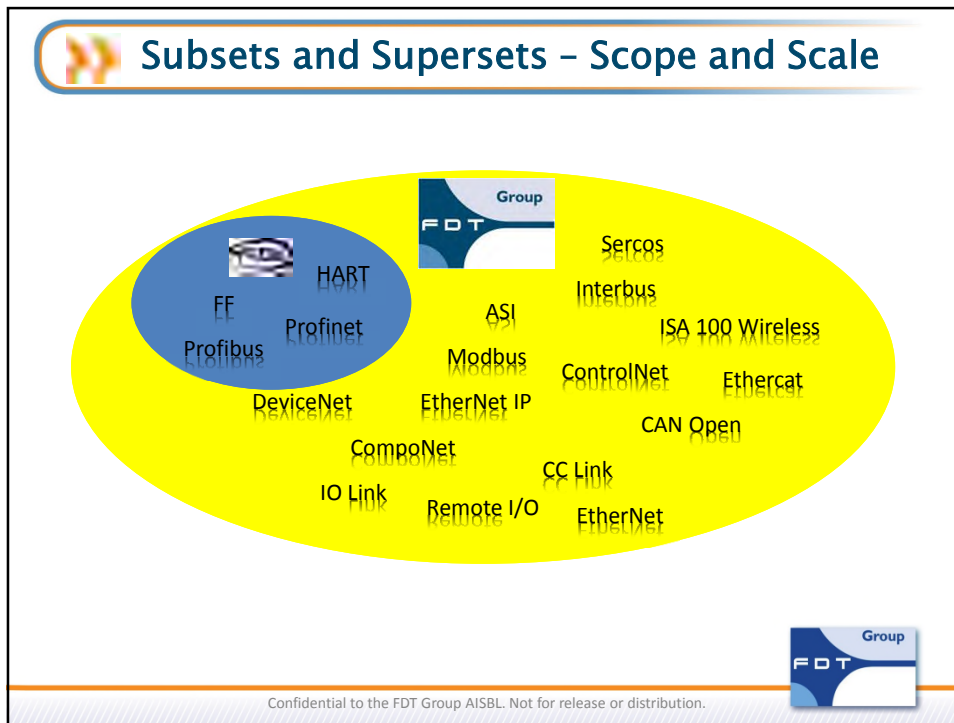 Subsets and Supersets – Scope and Scale
Group
FDT
Sercos
HART
Interbus
FF
ASI
Profinet
ISA 100 Wireless
Profibus
Modbus
ControlNet
Ethercat
DeviceNet
EtherNet IP
CAN Open
CompoNet
CC Link
IO Link
Remote I/O
EtherNet
Group
FDT
Confidential to the FDT Group AISBL. Not for release or distribution.